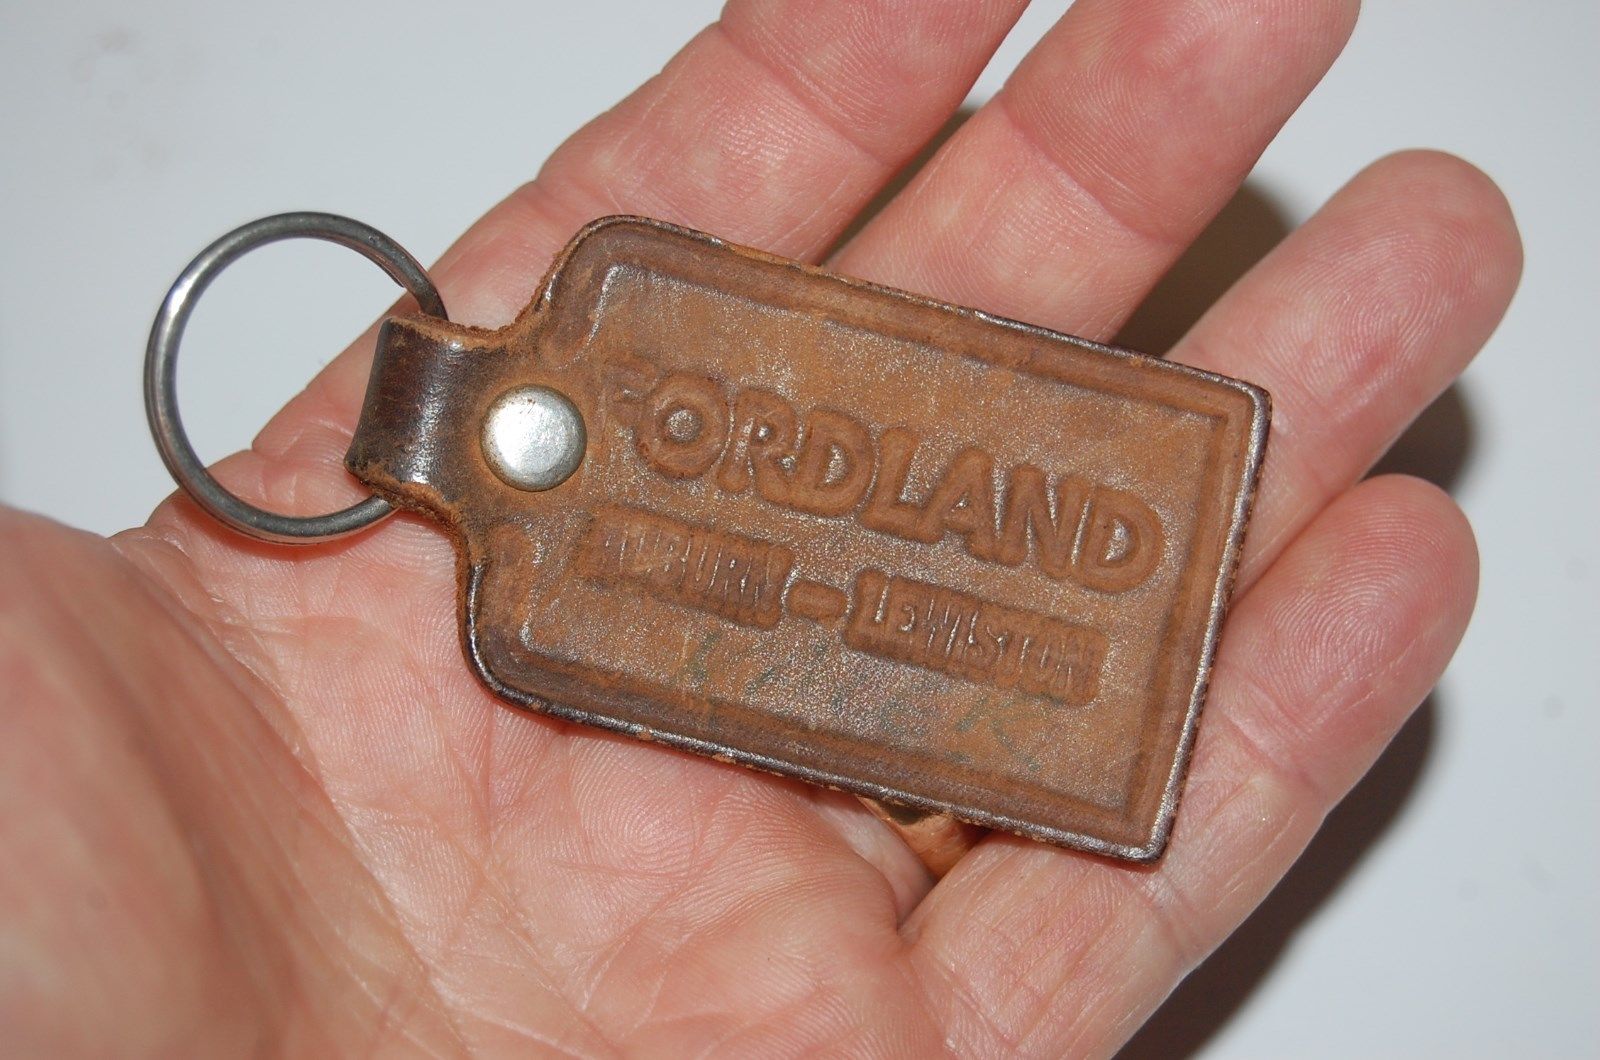 FORDLAND
AUBURN - LEWISTON